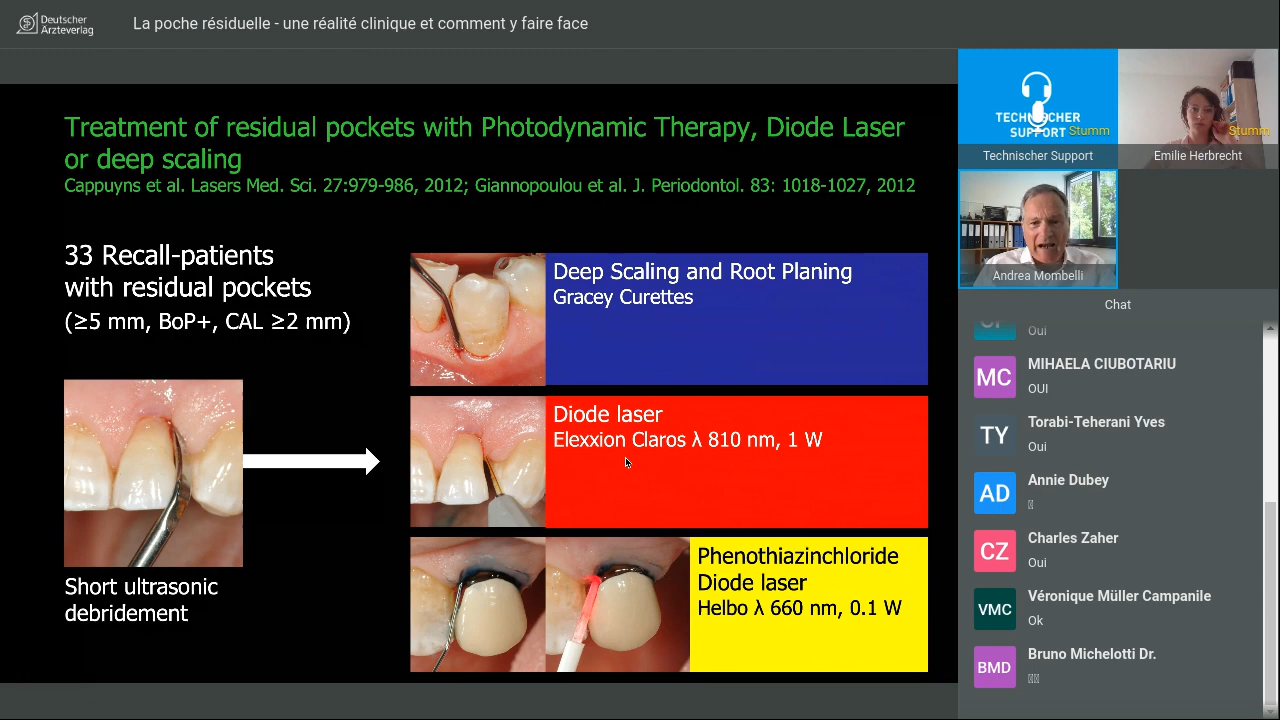 Deutscher
Ärzteverlag
La poche résiduelle - une réalité clinique et comment y faire face
Treatment of residual pockets with Photodynamic Therapy, Diode Laser
or deep scaling
Cappuyns et al. Lasers Med. Sci. 27:979-986, 2012; Giannopoulou et al. J. Periodontol. 83: 1018-1027, 2012
33 Recall-patients
with residual pockets
(≥5 mm, BoP+, CAL ≥2 mm)
Short ultrasonic
debridement
Deep Scaling and Root Planing
Gracey Curettes
Diode laser
Elexxion Claros λ 810 nm, 1 W
Phenothiazinchloride
Diode laser
Helbo λ 660 nm, 0.1 W
TECHNISCHER
SUPPORT
Stumm
Technischer Support
Stumm
Emilie Herbrecht
Andrea Mombelli
Chat
Oui
MC
MIHAELA CIUBOTARIU
OUI
TY
Torabi-Teherani Yves
Oui
AD
Annie Dubey
CZ
Charles Zaher
Oui
VMC
Véronique Müller Campanile
Ok
BMD
Bruno Michelotti Dr.